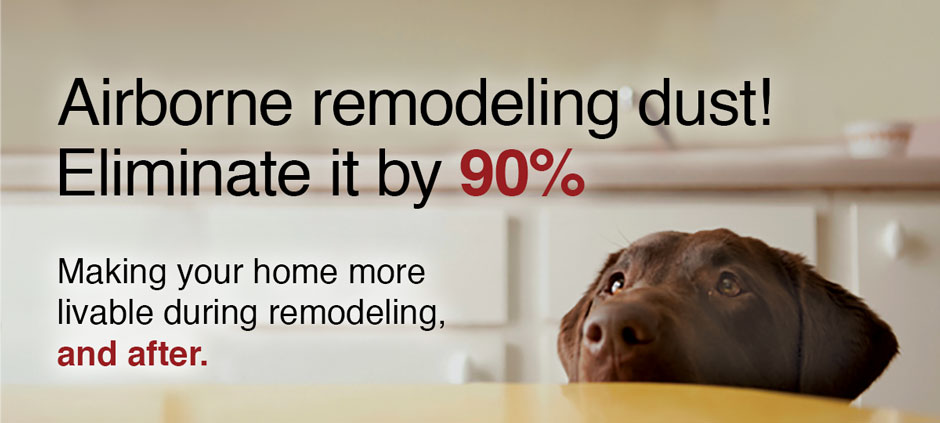 Airborne remodeling dust!
Eliminate it by 90%
Making your home more
livable during remodeling,
and after.